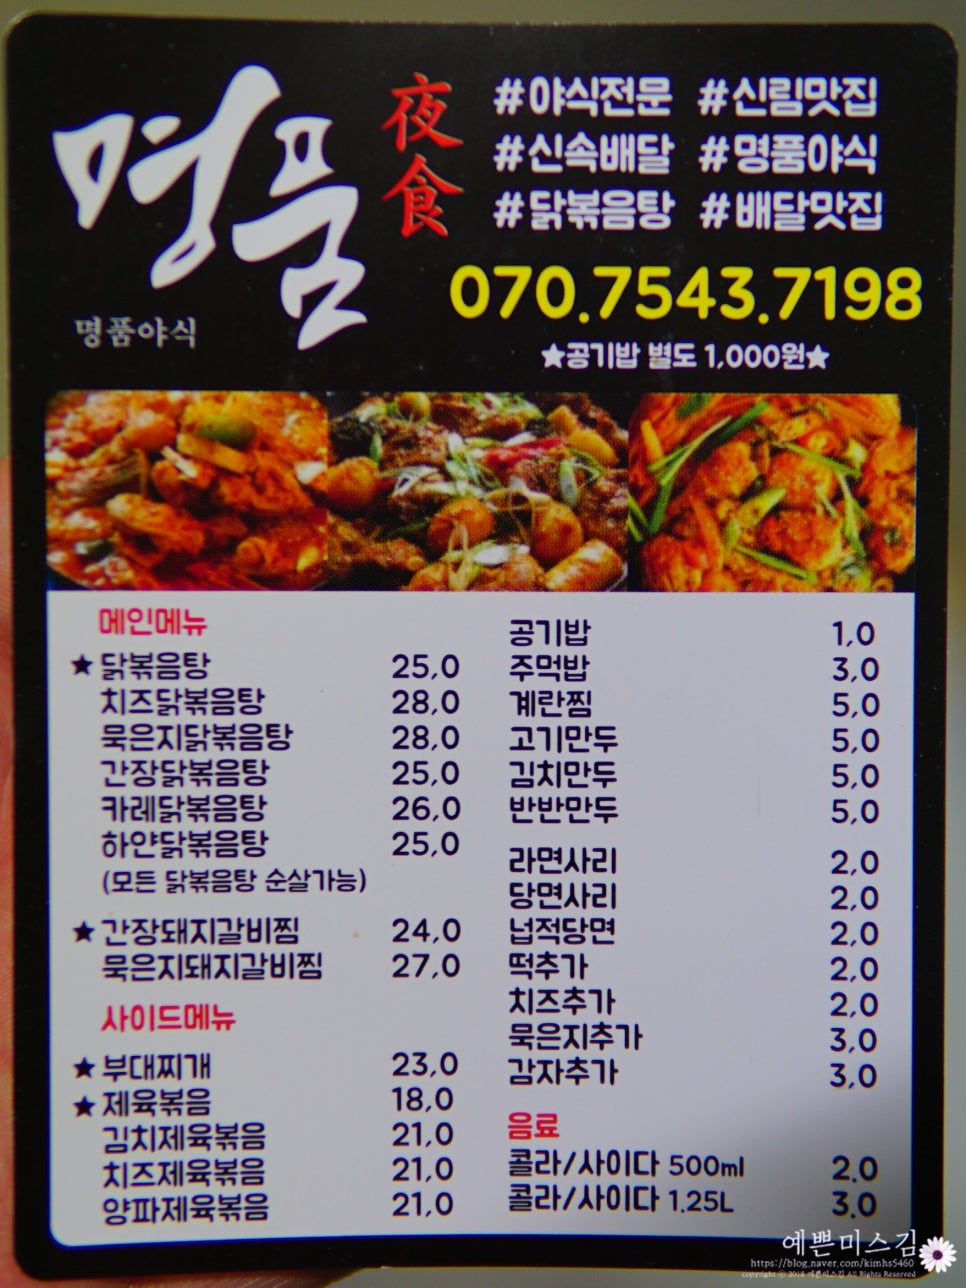 명품
夜食
명품야식
#야식전문 #신림맛집
#신속배달 #명품야식
#닭볶음탕 #배달맛집
070.7543.7198
★공기밥 별도 1,000원★
메인메뉴
★닭볶음탕 25,0
치즈닭볶음탕 28,0
묵은지닭볶음탕 28,0
간장닭볶음탕 25,0
카레닭볶음탕 26,0
하얀닭볶음탕 25,0
(모든 닭볶음탕 순살가능)
★간장돼지갈비찜 24,0
묵은지돼지갈비찜 27,0
사이드메뉴
★부대찌개 23,0
★제육볶음 18,0
김치제육볶음 21,0
치즈제육볶음 21,0
양파제육볶음 21,0
공기밥 1,0
주먹밥 3,0
계란찜 5,0
고기만두 5,0
김치만두 5,0
반반만두 5,0
라면사리 2,0
당면사리 2,0
넙적당면 2,0
떡추가 2,0
치즈추가 2,0
묵은지추가 3,0
감자추가 3,0
음료
콜라/사이다 500ml 2.0
콜라/사이다 1.25L 3.0
예쁜미스김
https://blog.naver.com/kimhs5460
copyright ⓒ 2018 예쁜미스김 All Rights Reserved